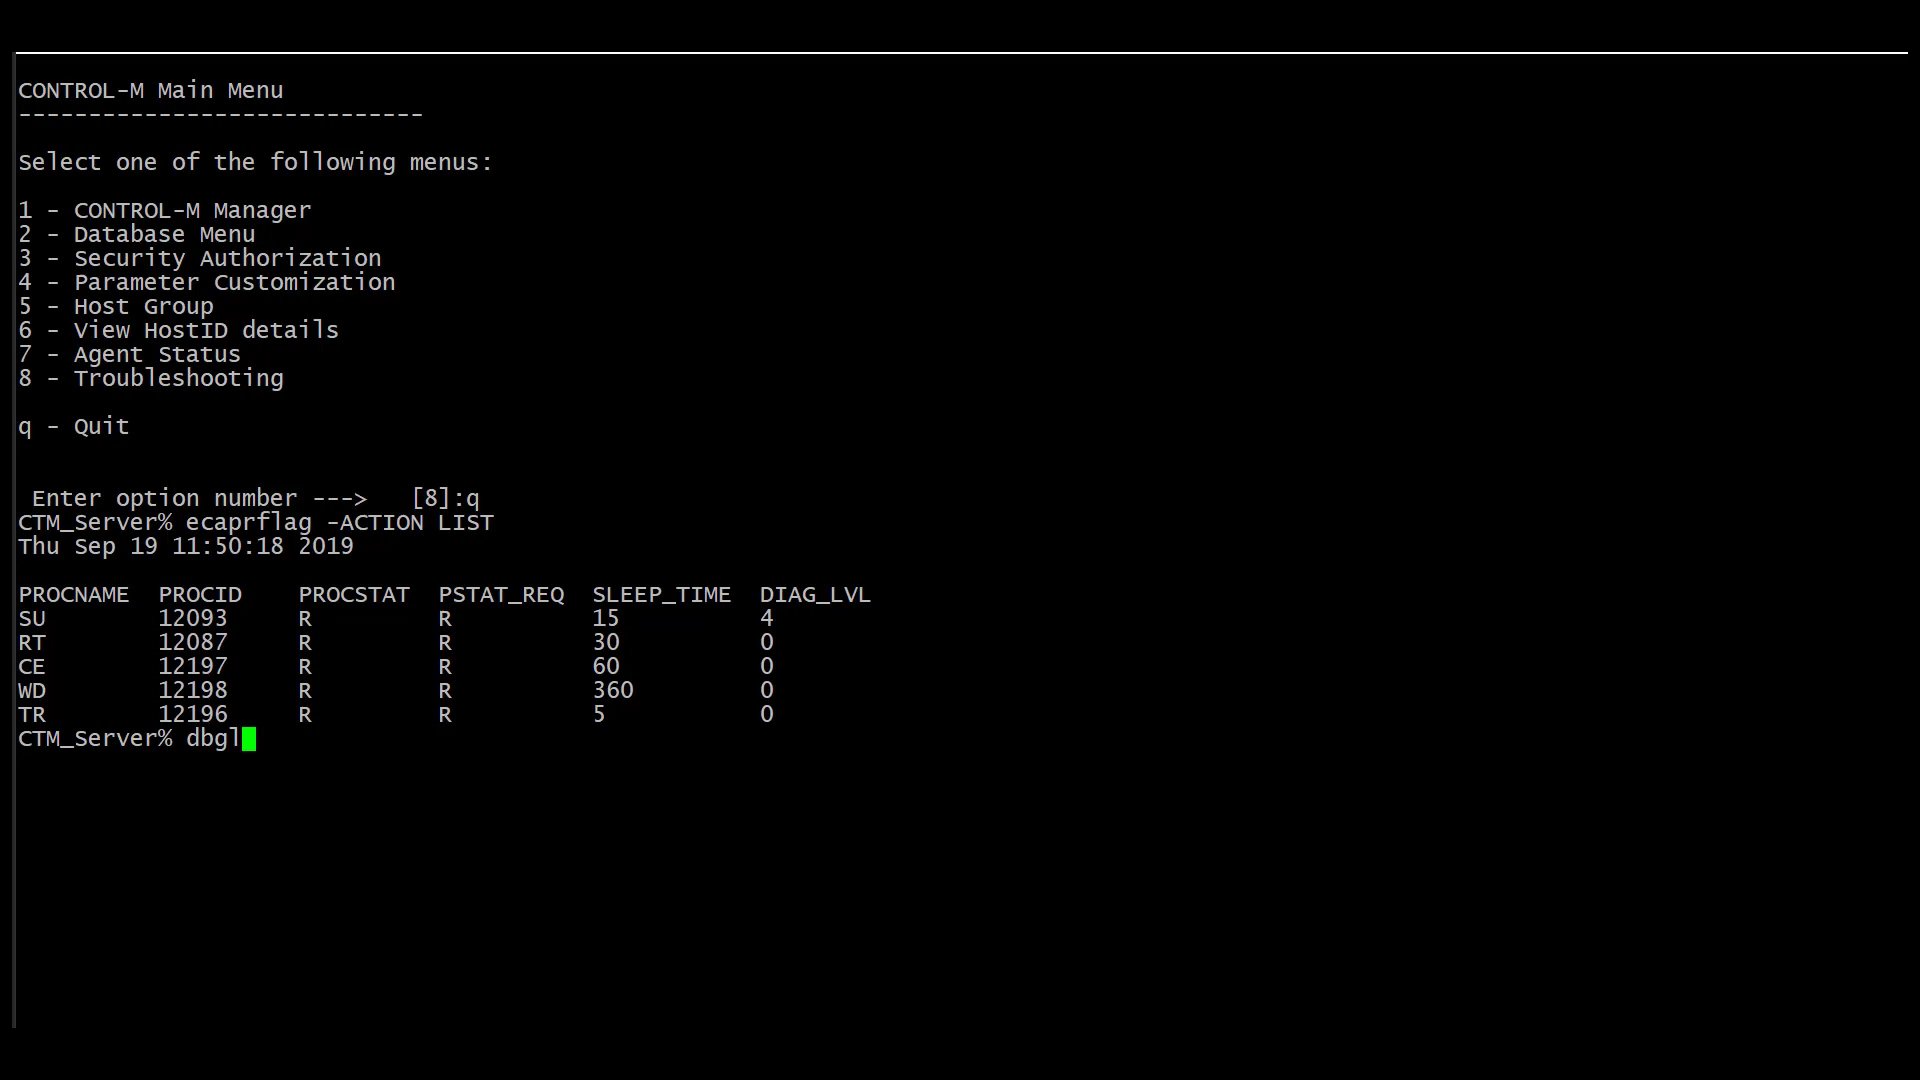 CONTROL-M Main Menu
-----------------------------
Select one of the following menus:
1 - CONTROL-M Manager
2 - Database Menu
3 - Security Authorization
4 - Parameter Customization
5 - Host Group
6 - View HostID details
7 - Agent Status
8 - Troubleshooting
q - Quit
Enter option number --->   [8]:q
CTM_Server% ecaprflag -ACTION LIST
Thu Sep 19 11:50:18 2019
PROCNAME  PROCID    PROCSTAT  PSTAT_REQ  SLEEP_TIME  DIAG_LVL
SU        12093     R         R          15          4
RT        12087     R         R          30          0
CE        12197     R         R          60          0
WD        12198     R         R          360         0
TR        12196     R         R          5           0
CTM_Server% dbgl